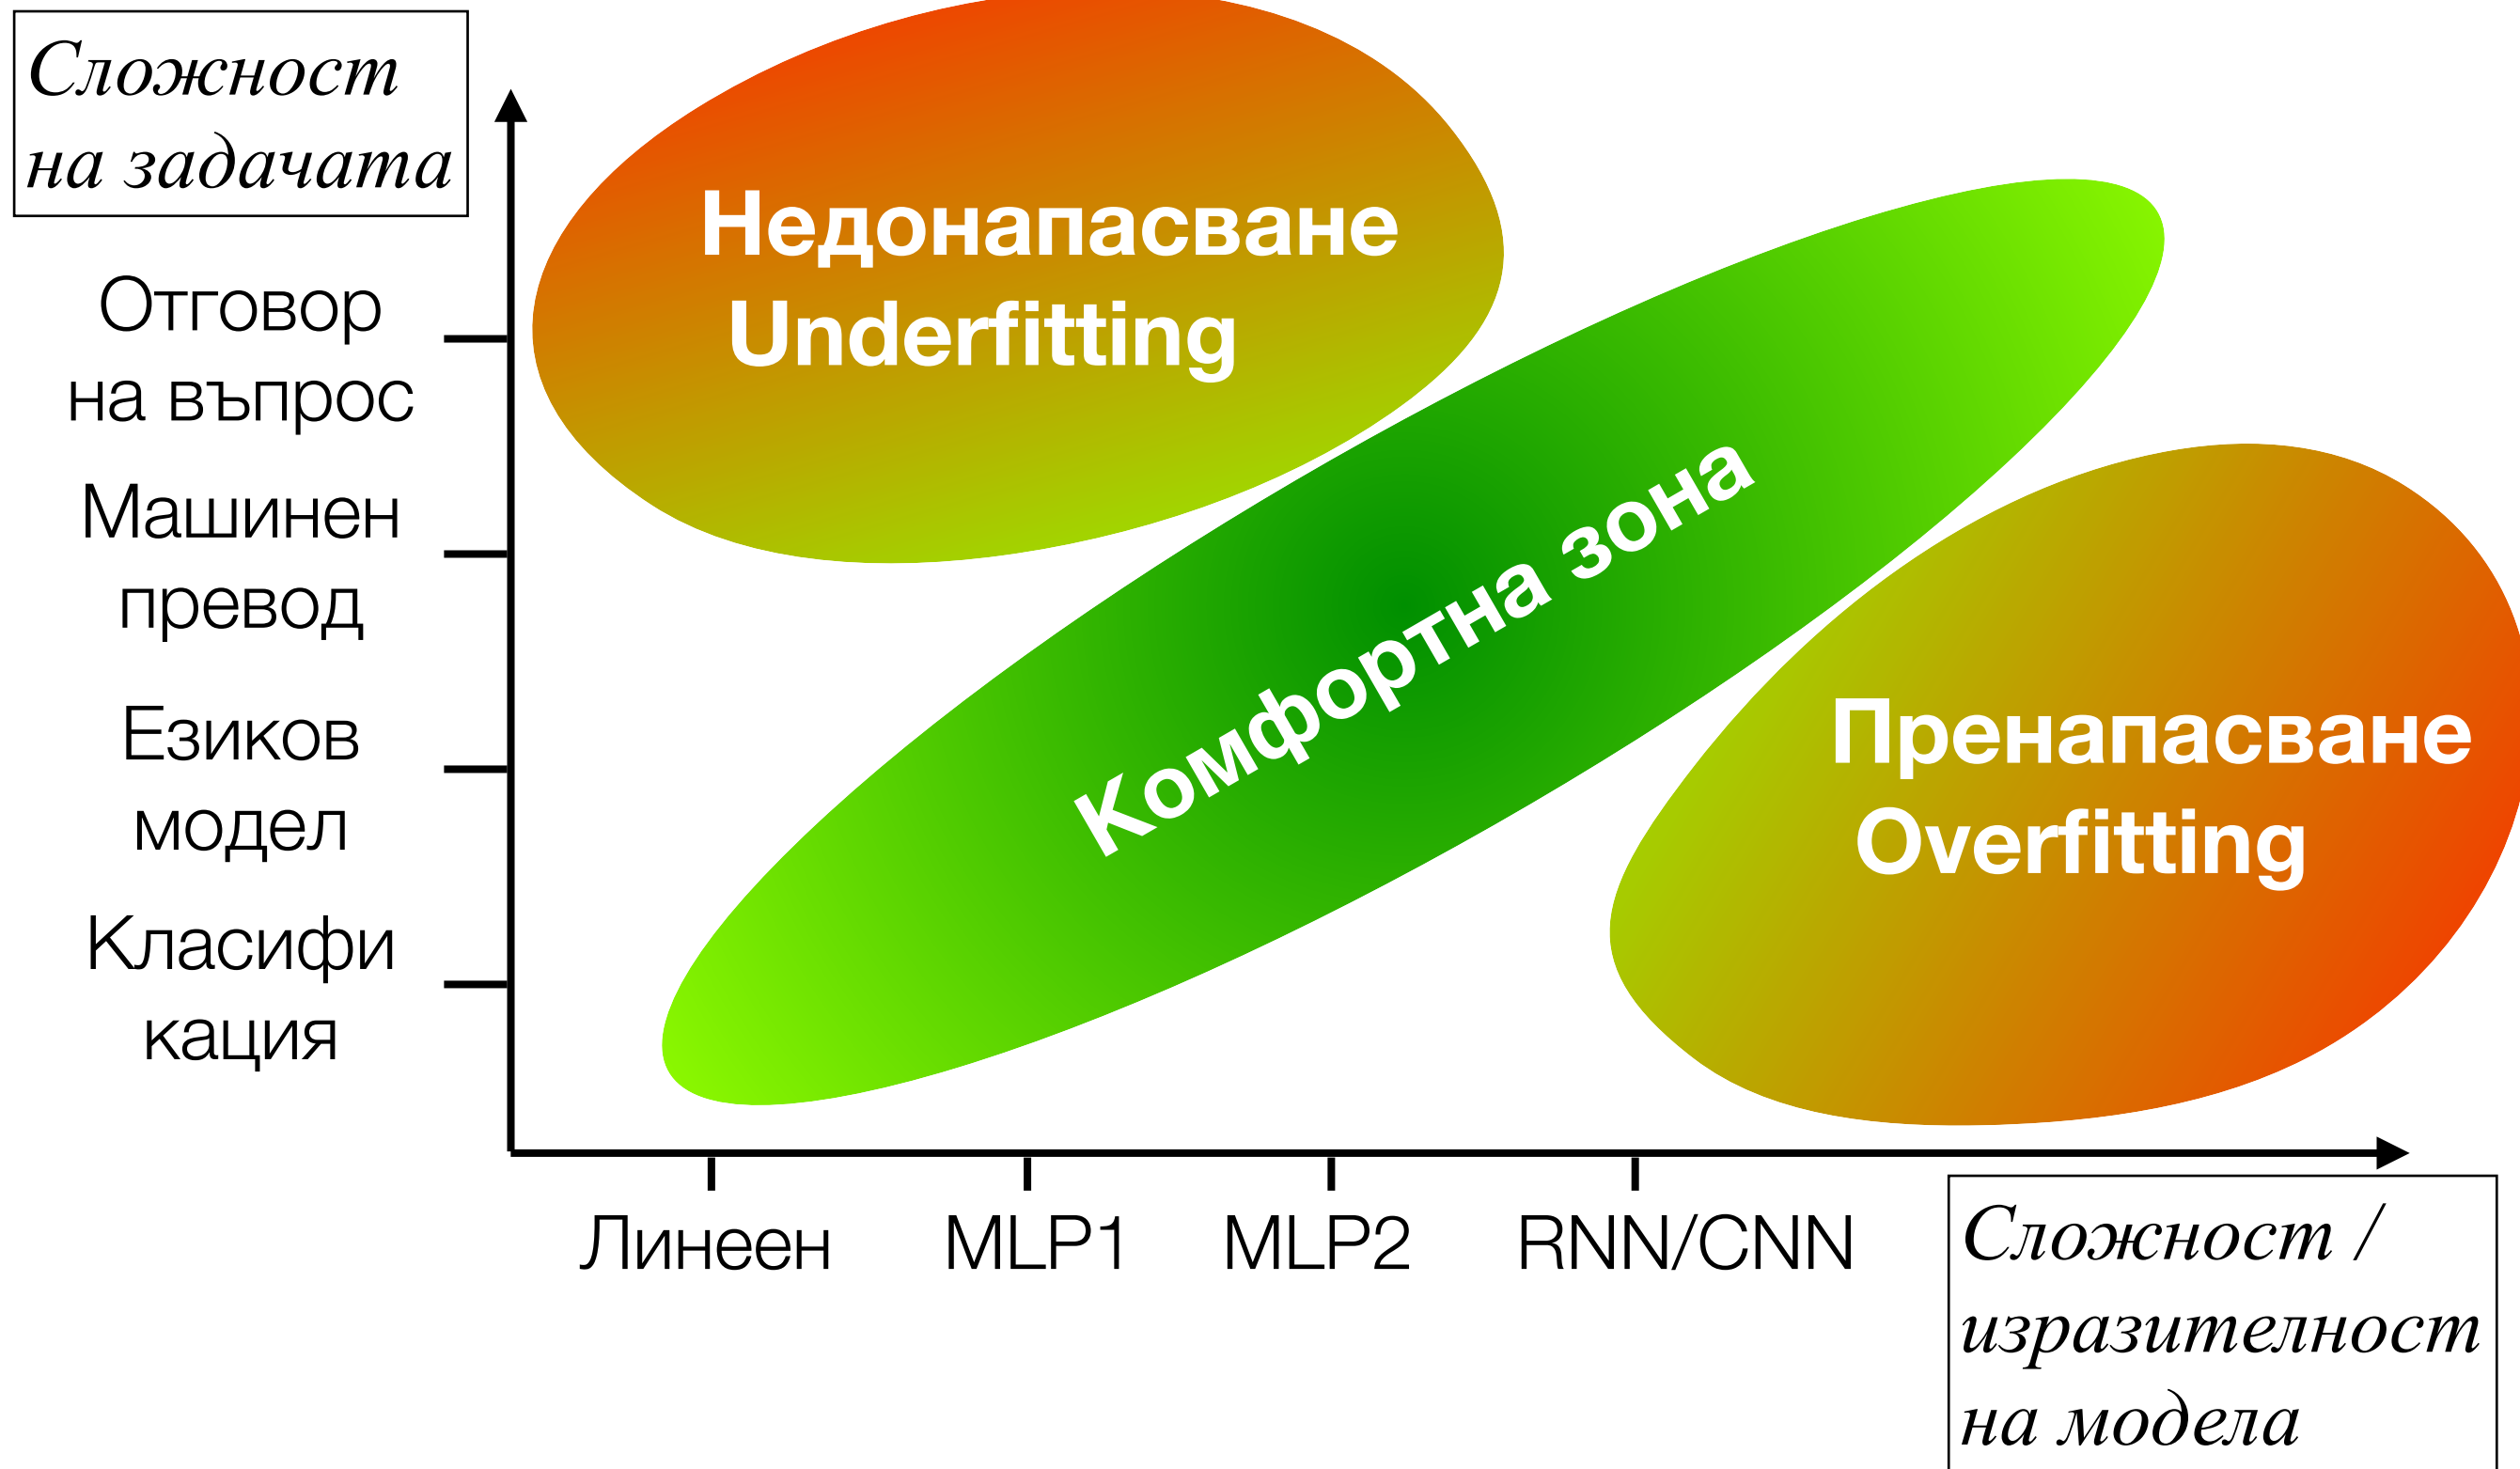 Сложност
на задачата
Отговор
на въпрос
Машинен
превод
Езиков
модел
Класифи
кация
Недонапасване
Underfitting
Комфортна зона
Пренапасване
Overfitting
Линеен
MLP1
MLP2
RNN/CNN
Сложност /
изразителност
на модела